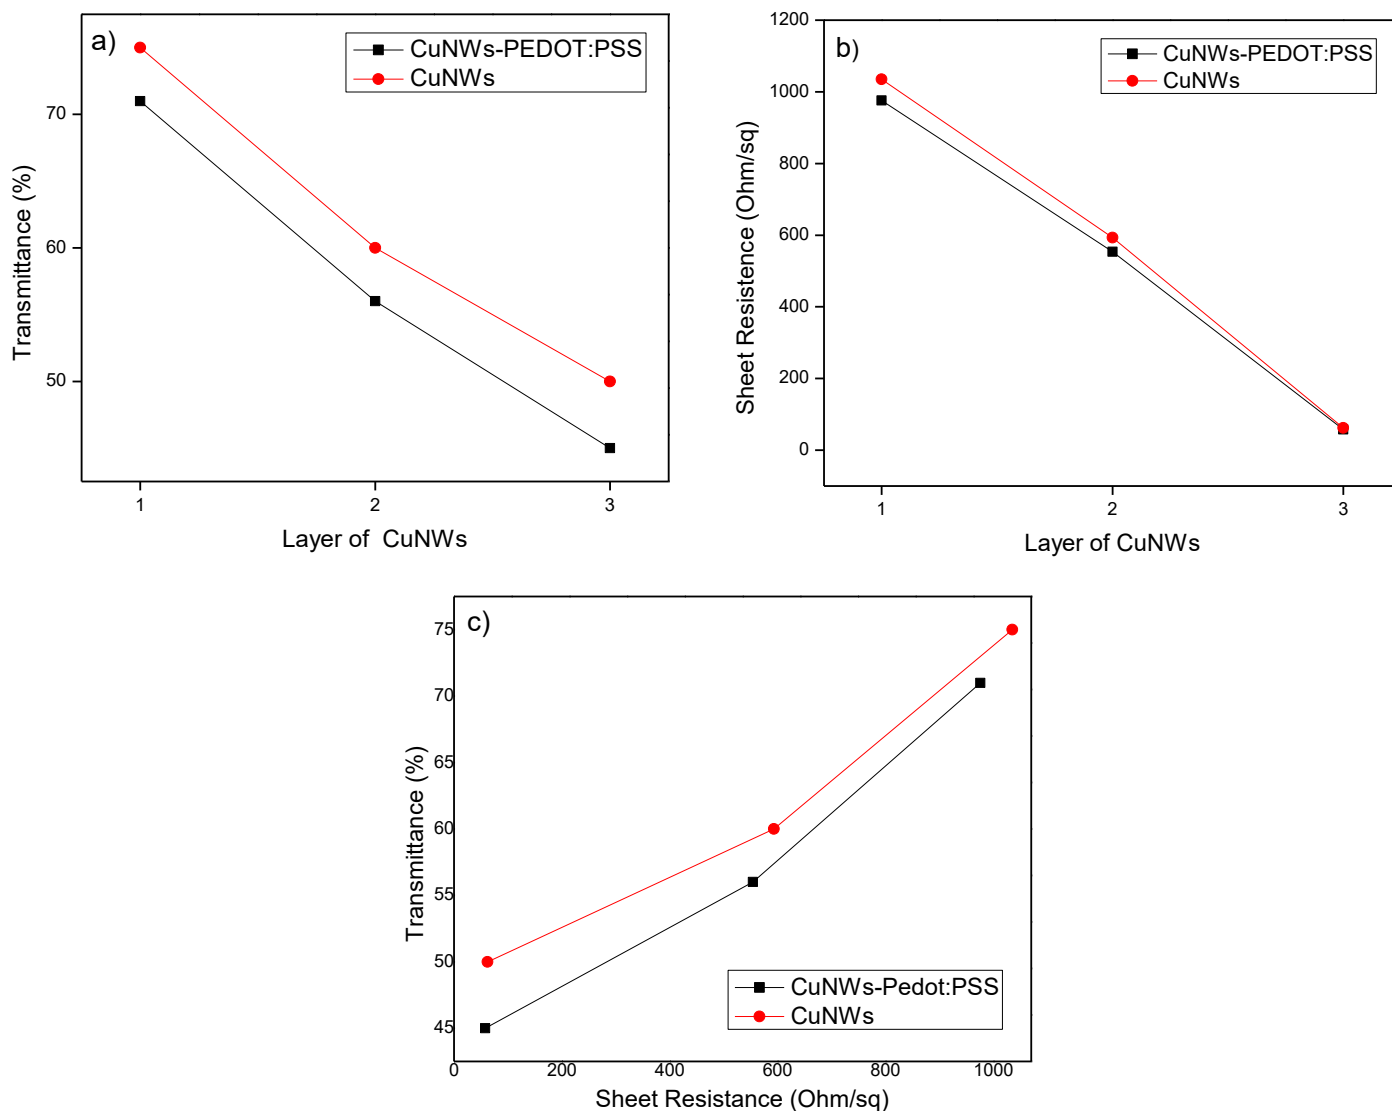 a)
CuNWs-PEDOT:PSS
CuNWs
70
60
50
Transmittance (%)
1 2 3
Layer of CuNWs
b)
CuNWs-PEDOT:PSS
CuNWs
1200
1000
800
600
400
200
0
Sheet Resistence (Ohm/sq)
1 2 3
Layer of CuNWs
c)
75
70
65
60
55
50
45
Transmittance (%)
CuNWs-Pedot:PSS
CuNWs
0 200 400 600 800 1000
Sheet Resistance (Ohm/sq)